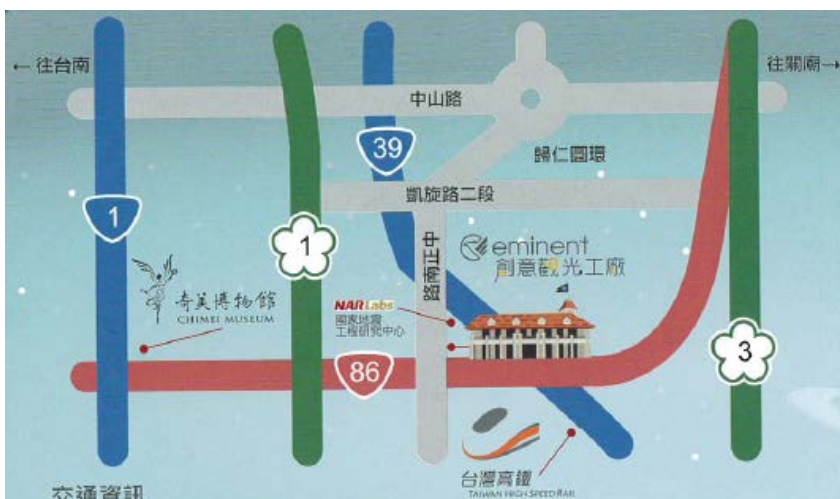 ← 往台南
往關廟→
中山路
39
歸仁圓環
凱旋路二段
1
1
eminent
創意觀光工廠
中正南路
奇美博物館
CHIMEI MUSEUM
NARLabs
國家地震
工程研究中心
3
86
台灣高鐵
TAIWAN HIGH SPEED RAIL
交通資訊